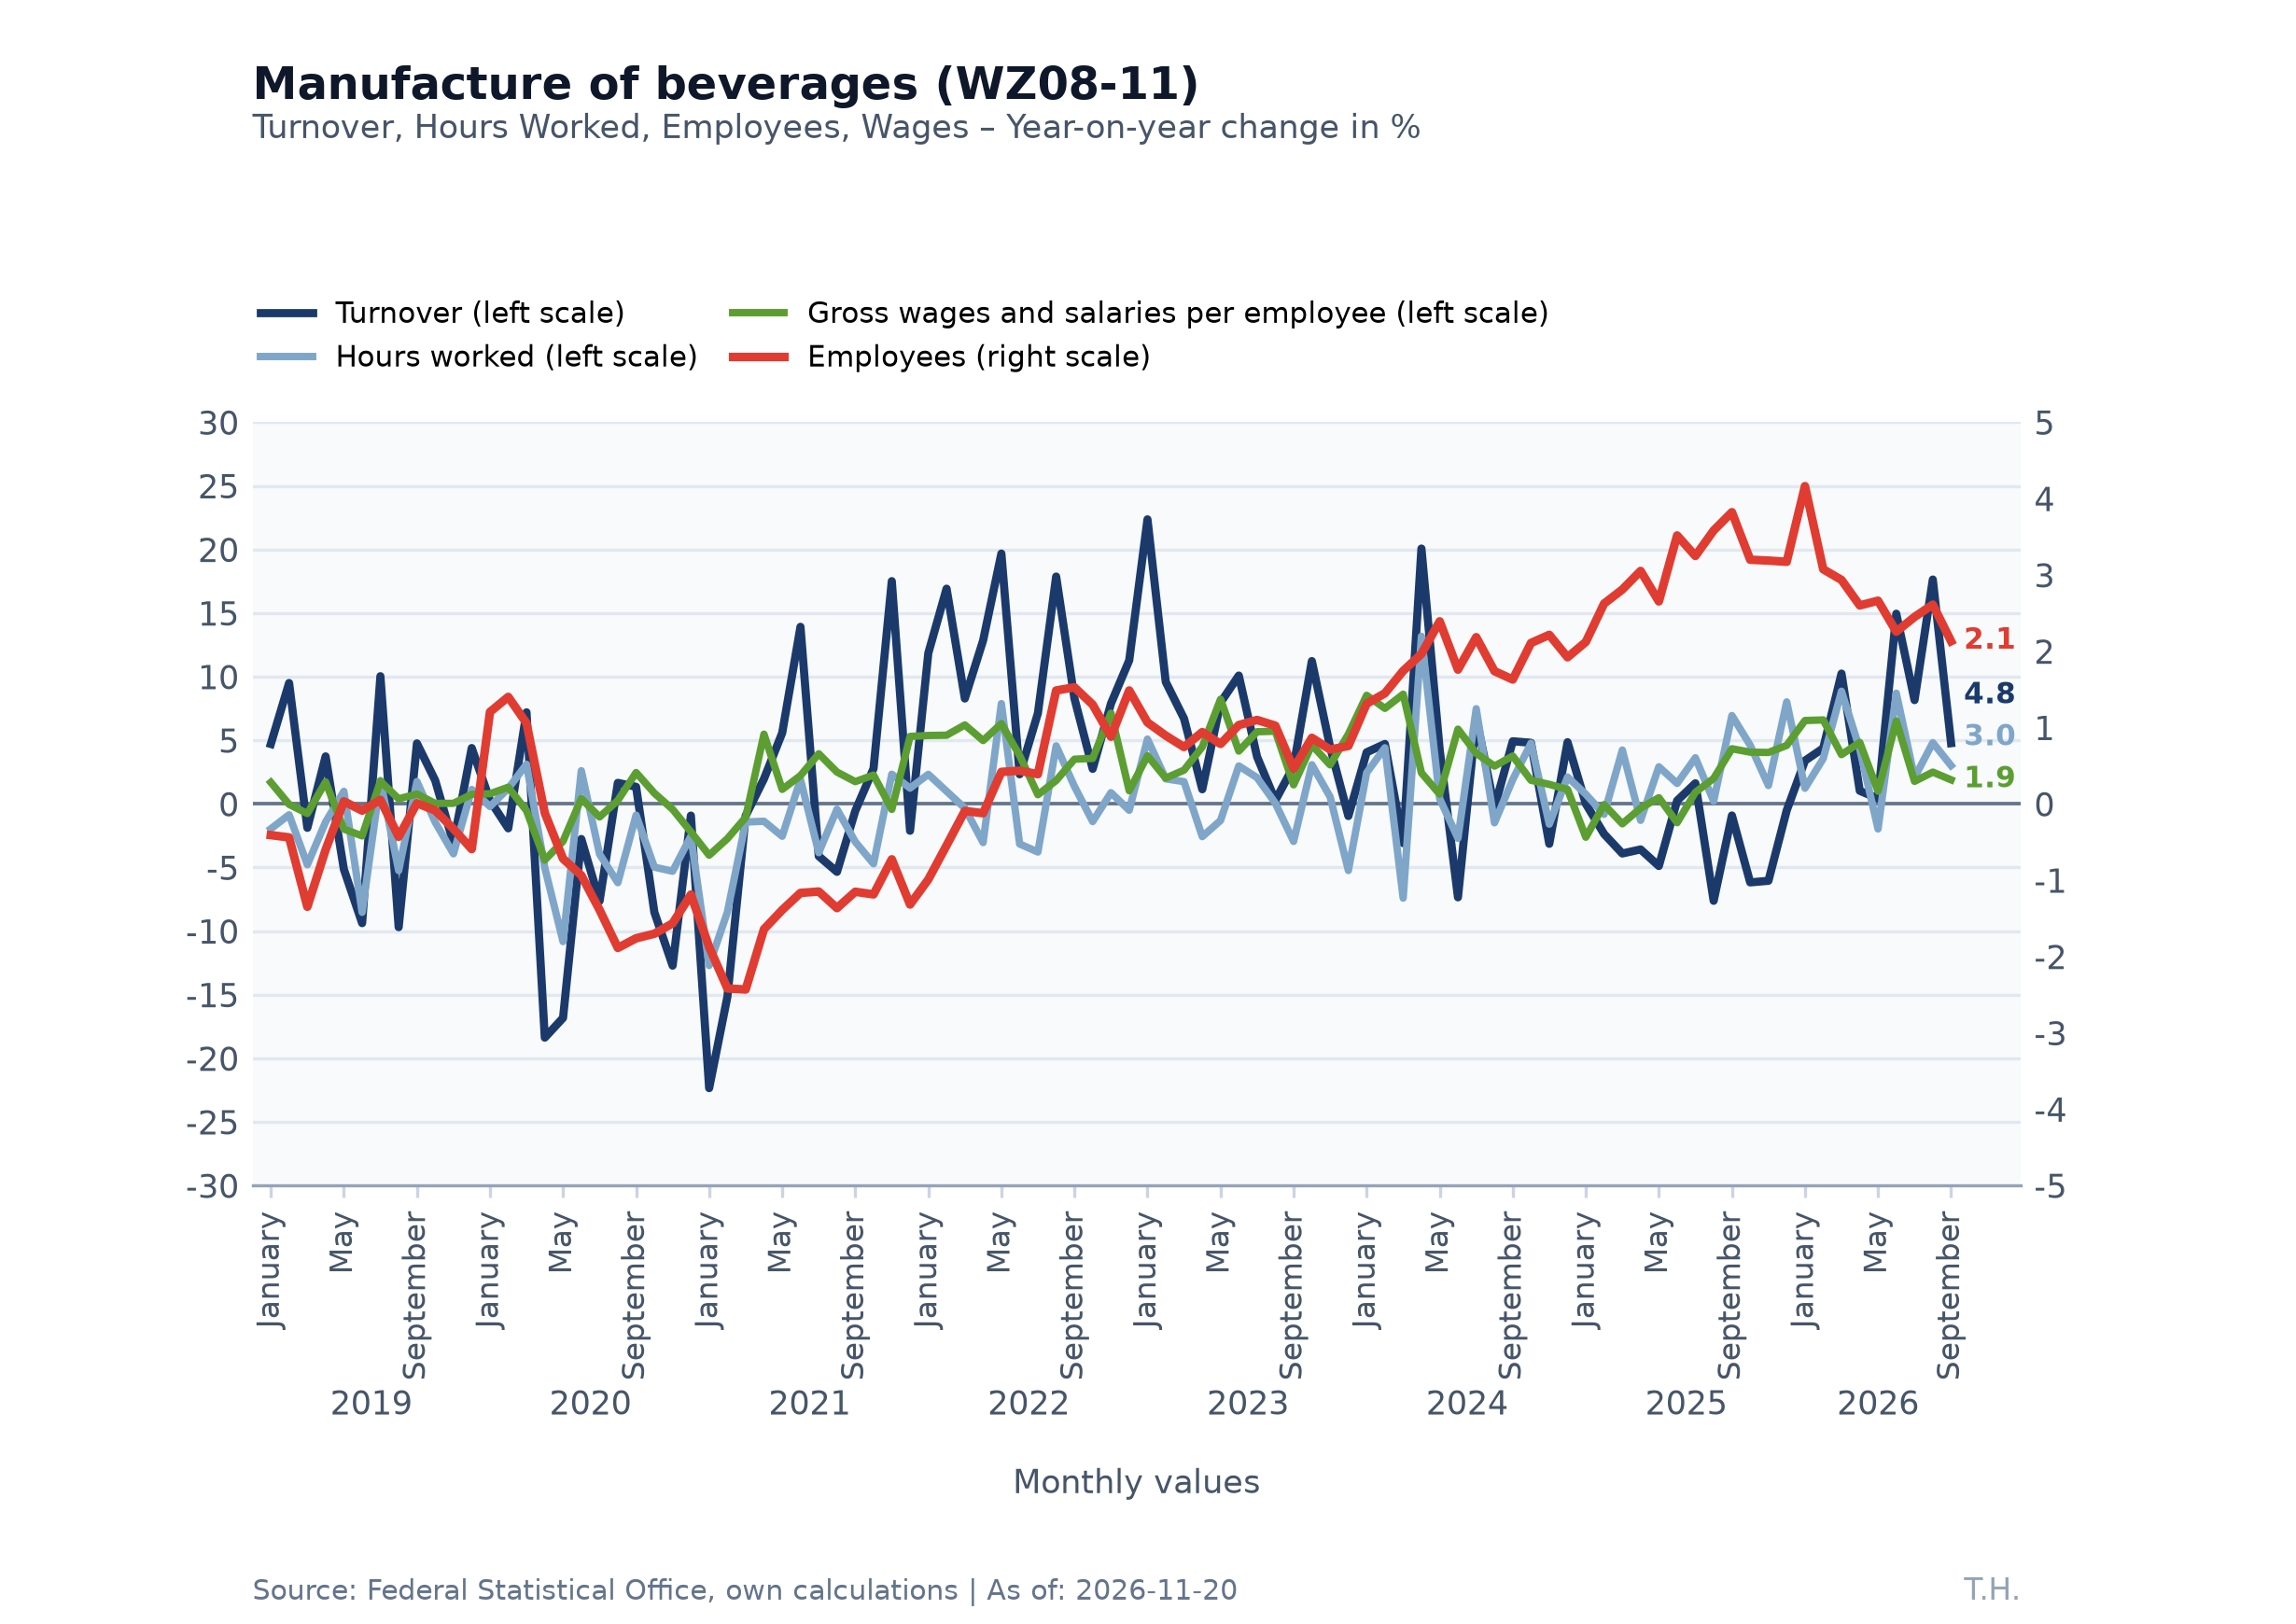 Manufacture of beverages (WZ08-11)
Turnover, Hours Worked, Employees, Wages – Year-on-year change in %
Turnover (left scale)
Gross wages and salaries per employee (left scale)
Hours worked (left scale)
Employees (right scale)
30 5
25
4
20
3
15
2.1
2
10
4.8
5
3.0
1
1.9
0 0
-5
-1
-10
-2
-15
-3
-20
-4
-25
-30 -5
January May September January May September January May September January May September January May September January May September January May September January May September
2019 2020 2021 2022 2023 2024 2025 2026
Monthly values
Source: Federal Statistical Office, own calculations | As of: 2026-11-20
T.H.